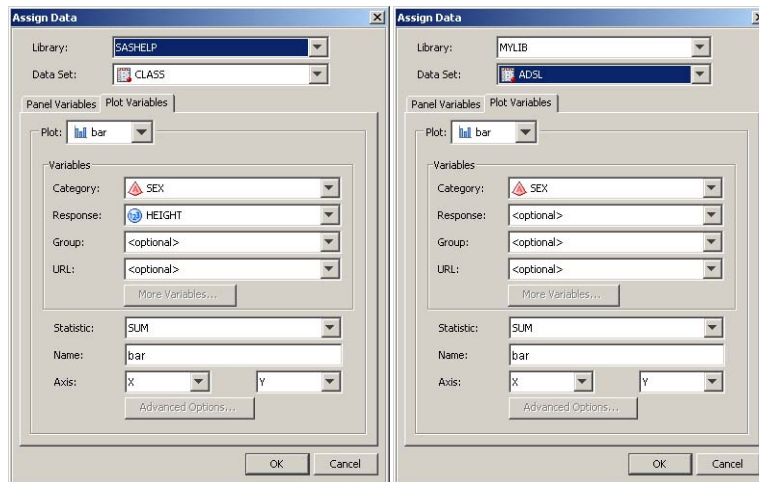 Assign Data
Library: SASHELP
Data Set: CLASS
Panel Variables Plot Variables
Plot: bar
Variables
Category: SEX
Response: HEIGHT
Group: <optional>
URL: <optional>
More Variables...
Statistic: SUM
Name: bar
Axis: X Y
Advanced Options...
OK Cancel
Assign Data
Library: MYLIB
Data Set: ADSL
Panel Variables Plot Variables
Plot: bar
Variables
Category: SEX
Response: <optional>
Group: <optional>
URL: <optional>
More Variables...
Statistic: SUM
Name: bar
Axis: X Y
Advanced Options...
OK Cancel